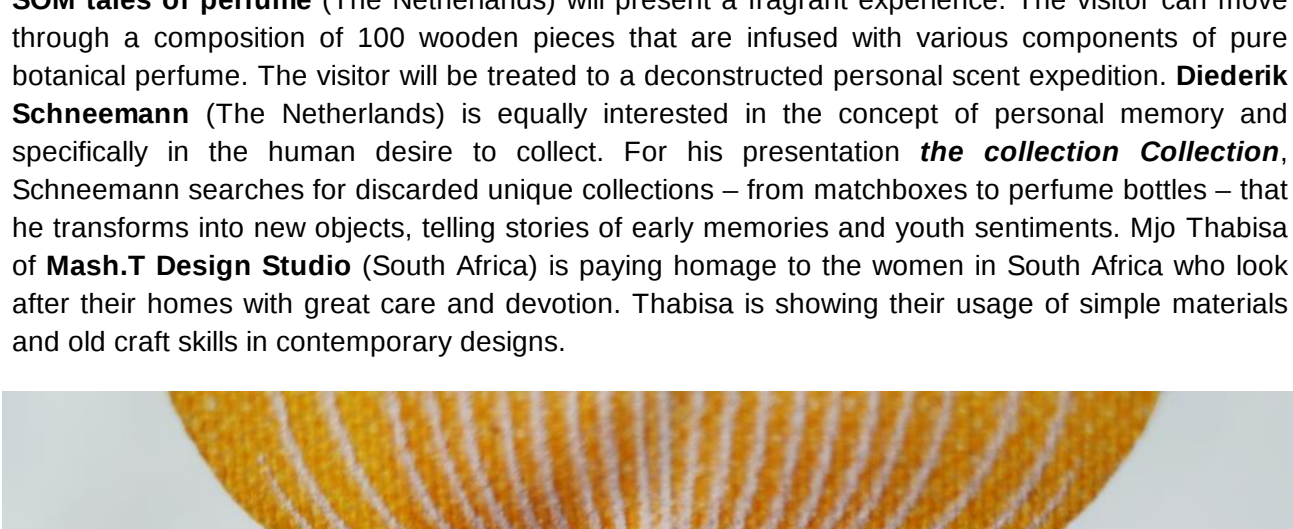 SOM tales of perfume (The Netherlands) will present a fragrant experience. The visitor can move
through a composition of 100 wooden pieces that are infused with various components of pure
botanical perfume. The visitor will be treated to a deconstructed personal scent expedition. Diederik
Schneemann (The Netherlands) is equally interested in the concept of personal memory and
specifically in the human desire to collect. For his presentation the collection Collection,
Schneemann searches for discarded unique collections – from matchboxes to perfume bottles – that
he transforms into new objects, telling stories of early memories and youth sentiments. Mjo Thabisa
of Mash.T Design Studio (South Africa) is paying homage to the women in South Africa who look
after their homes with great care and devotion. Thabisa is showing their usage of simple materials
and old craft skills in contemporary designs.